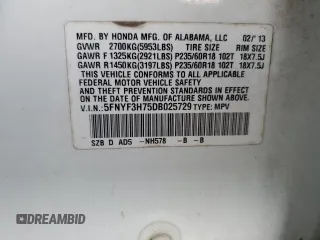 MFD. BY HONDA MFG. OF ALABAMA, LLC 02/'13
GVWR 2700KG(5953LBS) TIRE SIZE RIM SIZE
GAWR F 1325KG(2921LBS) P235/60R18 102T 18X7.5J
GAWR R 1450KG(3197LBS) P235/60R18 102T 18X7.5J
THIS VEHICLE CONFORMS TO ALL APPLICABLE
FEDERAL MOTOR VEHICLE SAFETY AND
THEFT PREVENTION STANDARDS IN EFFECT ON THE
DATE OF MANUFACTURE SHOWN ABOVE.
V.I.N.:5FNYF3H75DB025729 TYPE: MPV
SZB D AD5 -NH578 -B -B
AUTOHELPERBOT.COM